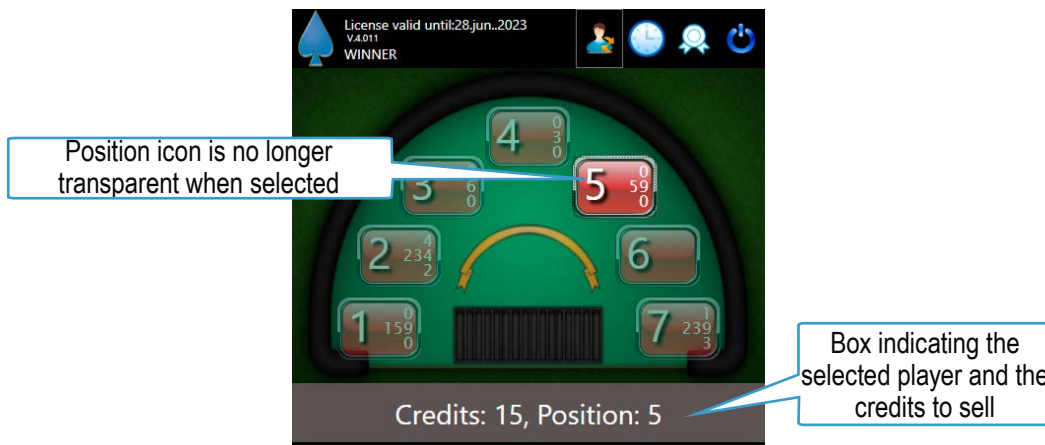 License valid until:28.jun..2023
V.4.011
WINNER
Position icon is no longer
transparent when selected
4
0
3
0
3
6
0
5
0
59
0
2
4
234
2
6
1
0
159
0
7
1
239
3
Box indicating the
selected player and the
credits to sell
Credits: 15, Position: 5